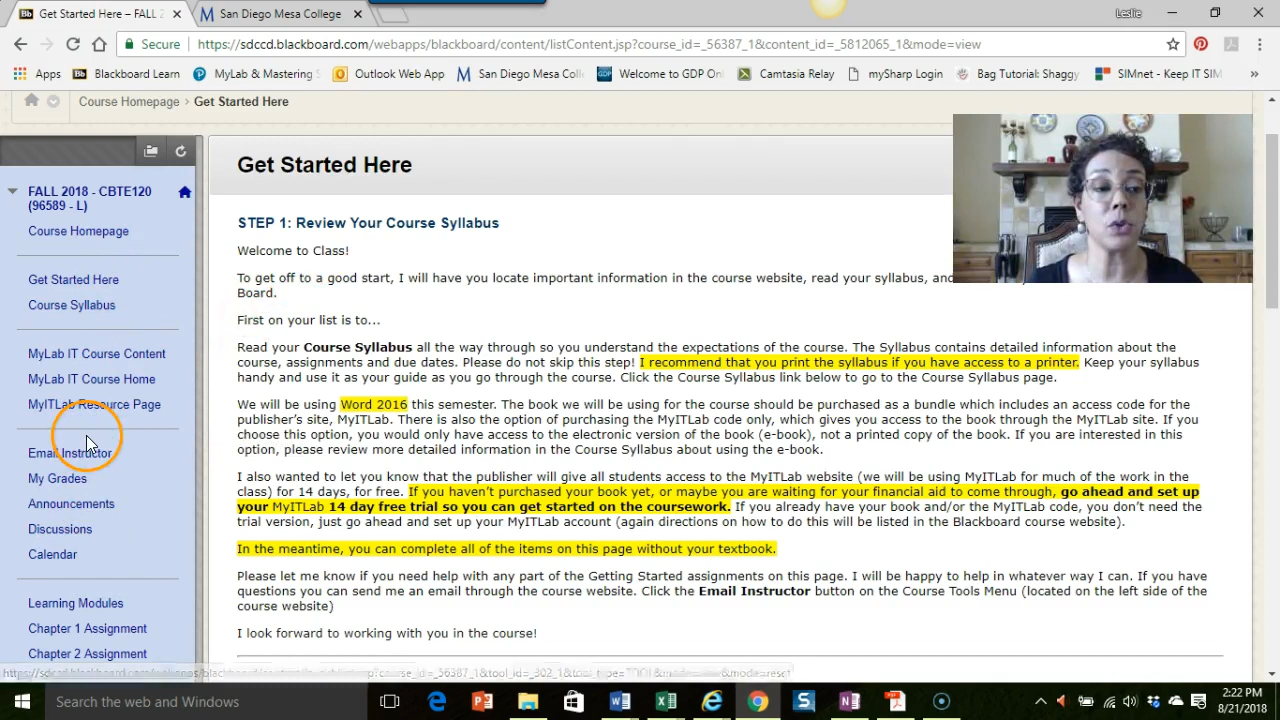 Get Started Here – FALL 2
San Diego Mesa College
Leslie
Secure
https://sdccd.blackboard.com/webapps/blackboard/content/listContent.jsp?course_id=_56387_1&content_id=_5812065_1&mode=view
Apps
Blackboard Learn
MyLab & Mastering
Outlook Web App
San Diego Mesa Coll
Welcome to GDP O
Camtasia Relay
mySharp Login
Bag Tutorial: Shaggy
SIMnet - Keep IT SIM
Course Homepage > Get Started Here
FALL 2018 - CBTE120
(96589 - L)
Course Homepage
Get Started Here
Course Syllabus
MyLab IT Course Content
MyLab IT Course Home
MyITLab Resource Page
Email Instructor
My Grades
Announcements
Discussions
Calendar
Learning Modules
Chapter 1 Assignment
Chapter 2 Assignment
Get Started Here
STEP 1: Review Your Course Syllabus
Welcome to Class!
To get off to a good start, I will have you locate important information in the course website, read your syllabus, and
Board.
First on your list is to...
Read your Course Syllabus all the way through so you understand the expectations of the course. The Syllabus contains detailed information about the
course, assignments and due dates. Please do not skip this step! I recommend that you print the syllabus if you have access to a printer. Keep your syllabus
handy and use it as your guide as you go through the course. Click the Course Syllabus link below to go to the Course Syllabus page.
We will be using Word 2016 this semester. The book we will be using for the course should be purchased as a bundle which includes an access code for the
publisher's site, MyITLab. There is also the option of purchasing the MyITLab code only, which gives you access to the book through the MyITLab site. If you
choose this option, you would only have access to the electronic version of the book (e-book), not a printed copy of the book. If you are interested in this
option, please review more detailed information in the Course Syllabus about using the e-book.
I also wanted to let you know that the publisher will give all students access to the MyITLab website (we will be using MyITLab for much of the work in the
class) for 14 days, for free. If you haven't purchased your book yet, or maybe you are waiting for your financial aid to come through, go ahead and set up
your MyITLab 14 day free trial so you can get started on the coursework. If you already have your book and/or the MyITLab code, you don't need the
trial version, just go ahead and set up your MyITLab account (again directions on how to do this will be listed in the Blackboard course website).
In the meantime, you can complete all of the items on this page without your textbook.
Please let me know if you need help with any part of the Getting Started assignments on this page. I will be happy to help in whatever way I can. If you have
questions you can send me an email through the course website. Click the Email Instructor button on the Course Tools Menu (located on the left side of the
course website)
I look forward to working with you in the course!
Search the web and Windows
2:22 PM
8/21/2018